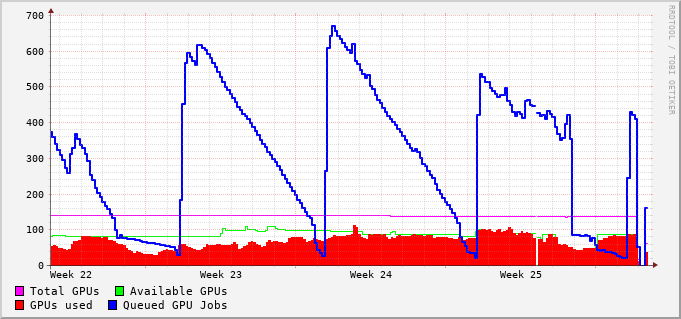 700
600
500
400
300
200
100
0
Week 22 Week 23 Week 24 Week 25
Total GPUs Available GPUs
GPUs used Queued GPU Jobs
RRDTOOL / TOBI OETIKER